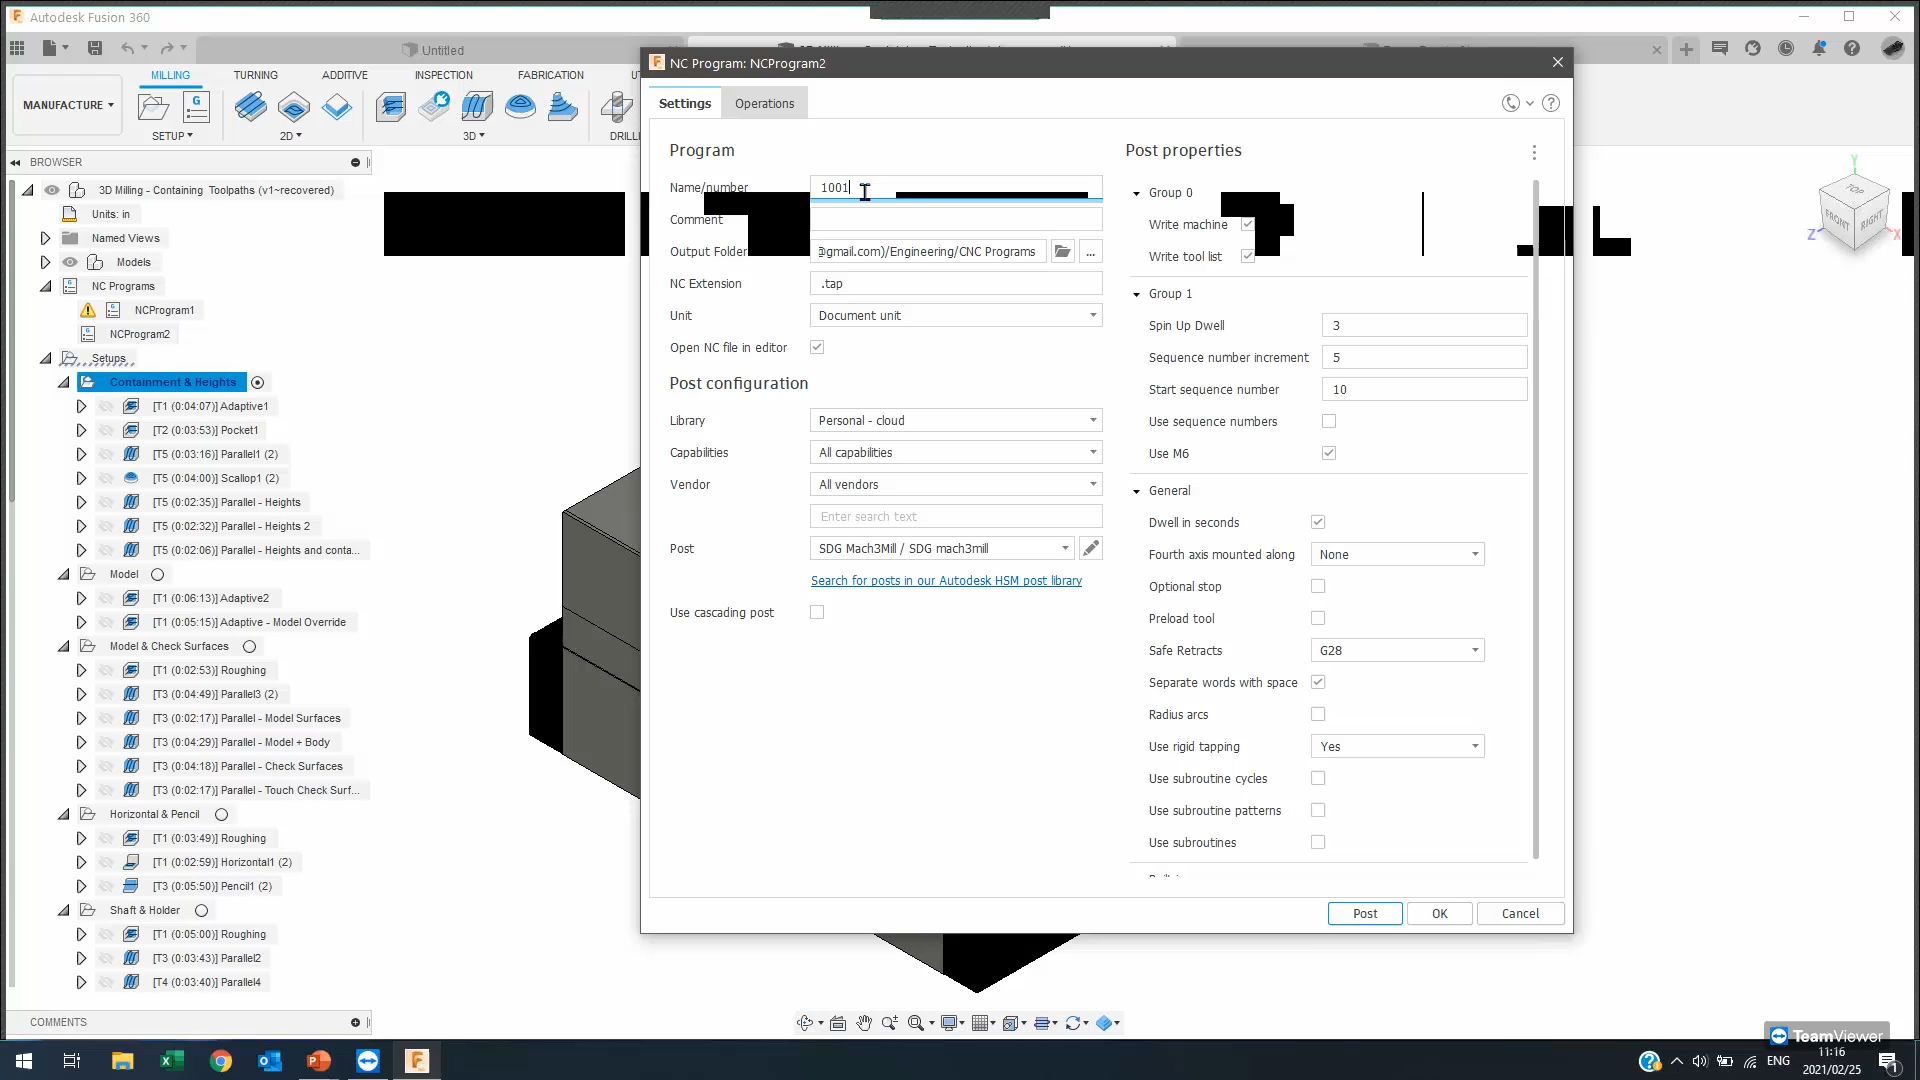 Autodesk Fusion 360
Untitled
NC Program: NCProgram2
MILLING
TURNING
ADDITIVE
INSPECTION
FABRICATION
MANUFACTURE
SETUP
2D
3D
DRILL
Settings
Operations
BROWSER
3D Milling - Containing Toolpaths (v1~recovered)
Units: in
Named Views
Models
NC Programs
NCProgram1
NCProgram2
Setups
Containment & Heights
[T1 (0:04:07)] Adaptive1
[T2 (0:03:53)] Pocket1
[T5 (0:03:16)] Parallel1 (2)
[T5 (0:04:00)] Scallop1 (2)
[T5 (0:02:35)] Parallel - Heights
[T5 (0:02:32)] Parallel - Heights 2
[T5 (0:02:06)] Parallel - Heights and conta...
Model
[T1 (0:06:13)] Adaptive2
[T1 (0:05:15)] Adaptive - Model Override
Model & Check Surfaces
[T1 (0:02:53)] Roughing
[T3 (0:04:49)] Parallel3 (2)
[T3 (0:02:17)] Parallel - Model Surfaces
[T3 (0:04:29)] Parallel - Model + Body
[T3 (0:04:18)] Parallel - Check Surfaces
[T3 (0:02:17)] Parallel - Touch Check Surf...
Horizontal & Pencil
[T1 (0:03:49)] Roughing
[T1 (0:02:59)] Horizontal1 (2)
[T3 (0:05:50)] Pencil1 (2)
Shaft & Holder
[T1 (0:05:00)] Roughing
[T3 (0:03:43)] Parallel2
[T4 (0:03:40)] Parallel4
COMMENTS
Program
Name/number 1001
Comment
Output Folder @gmail.com)/Engineering/CNC Programs ...
NC Extension .tap
Unit Document unit
Open NC file in editor
Post configuration
Library Personal - cloud
Capabilities All capabilities
Vendor All vendors
Enter search text
Post SDG Mach3Mill / SDG mach3mill
Search for posts in our Autodesk HSM post library
Use cascading post
Post properties
Group 0
Write machine
Write tool list
Group 1
Spin Up Dwell 3
Sequence number increment 5
Start sequence number 10
Use sequence numbers
Use M6
General
Dwell in seconds
Fourth axis mounted along None
Optional stop
Preload tool
Safe Retracts G28
Separate words with space
Radius arcs
Use rigid tapping Yes
Use subroutine cycles
Use subroutine patterns
Use subroutines
Post
OK
Cancel
Y
TOP
FRONT
RIGHT
Z
X
TeamViewer
ENG
11:16
2021/02/25
1